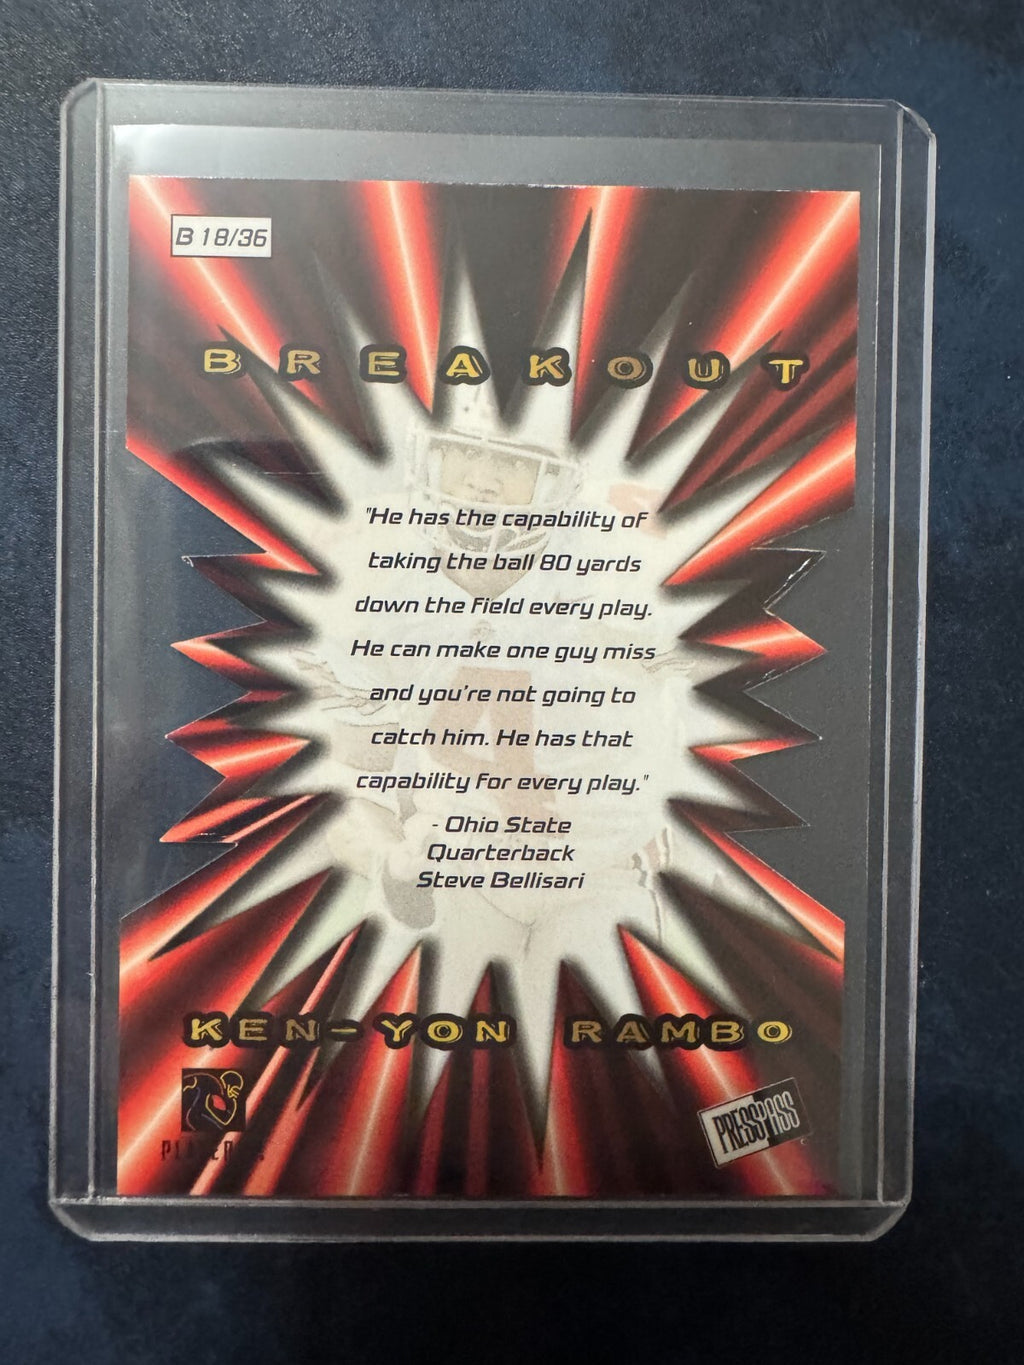 B 18/36
BREAKOUT
"He has the capability of
taking the ball 80 yards
down the field every play.
He can make one guy miss
and you're not going to
catch him. He has that
capability for every play."
- Ohio State
Quarterback
Steve Bellisari
KEN-YON RAMBO
PRESS PASS